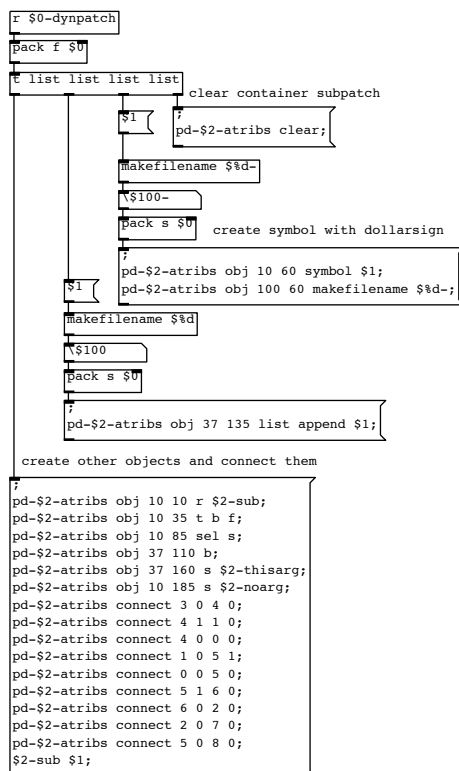 r $0-dynpatch
pack f $0
t list list list list
clear container subpatch
$1
;
pd-$2-atribs clear;
makefilename $%d-
\$100-
pack s $0
create symbol with dollarsign
;
pd-$2-atribs obj 10 60 symbol $1;
pd-$2-atribs obj 100 60 makefilename $%d-;
$1
makefilename $%d
\$100
pack s $0
;
pd-$2-atribs obj 37 135 list append $1;
create other objects and connect them
;
pd-$2-atribs obj 10 10 r $2-sub;
pd-$2-atribs obj 10 35 t b f;
pd-$2-atribs obj 10 85 sel s;
pd-$2-atribs obj 37 110 b;
pd-$2-atribs obj 37 160 s $2-thisarg;
pd-$2-atribs obj 10 185 s $2-noarg;
pd-$2-atribs connect 3 0 4 0;
pd-$2-atribs connect 4 1 1 0;
pd-$2-atribs connect 4 0 0 0;
pd-$2-atribs connect 1 0 5 1;
pd-$2-atribs connect 0 0 5 0;
pd-$2-atribs connect 5 1 6 0;
pd-$2-atribs connect 6 0 2 0;
pd-$2-atribs connect 2 0 7 0;
pd-$2-atribs connect 5 0 8 0;
$2-sub $1;